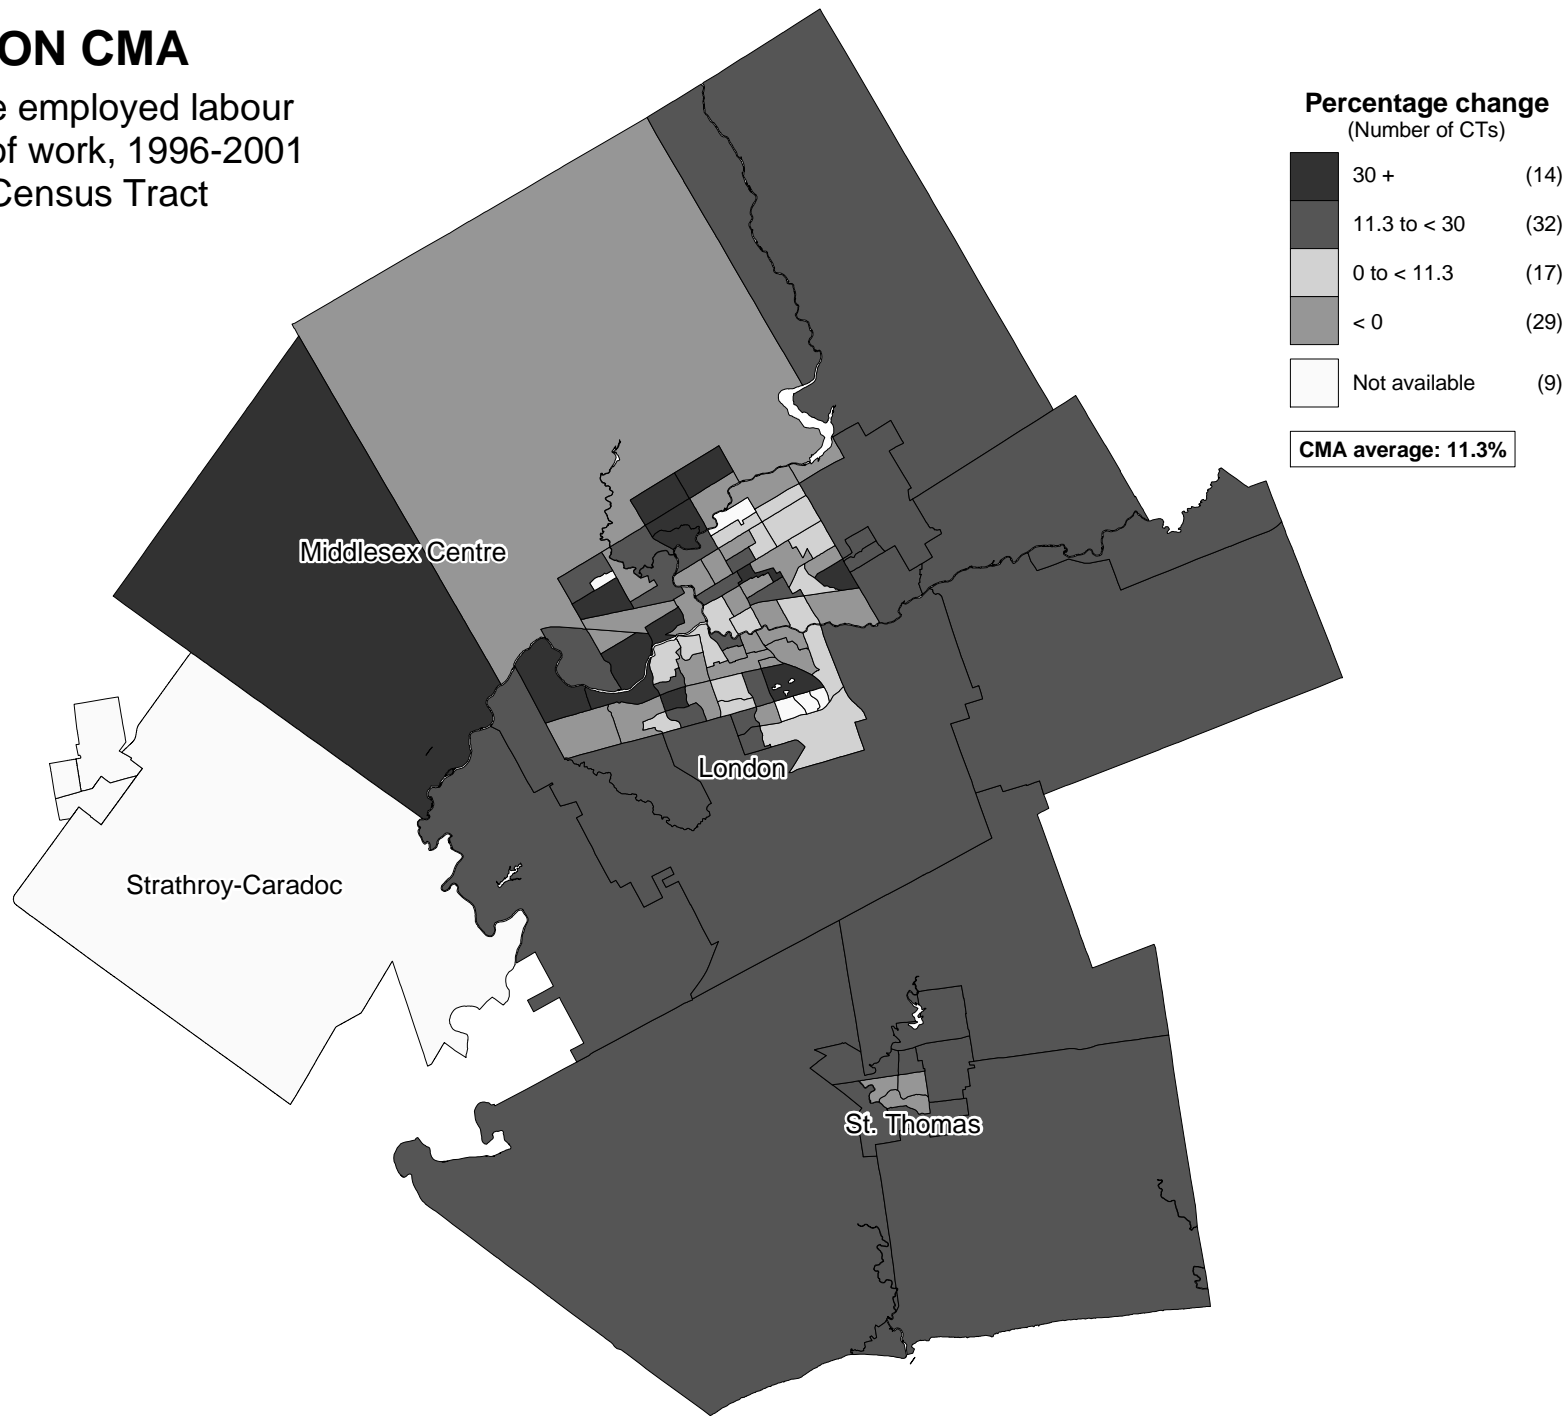 ON CMA
e employed labour
of work, 1996-2001
Census Tract
Percentage change
(Number of CTs)
30 + (14)
11.3 to < 30 (32)
0 to < 11.3 (17)
< 0 (29)
Not available (9)
CMA average: 11.3%
Middlesex Centre
London
Strathroy-Caradoc
St. Thomas